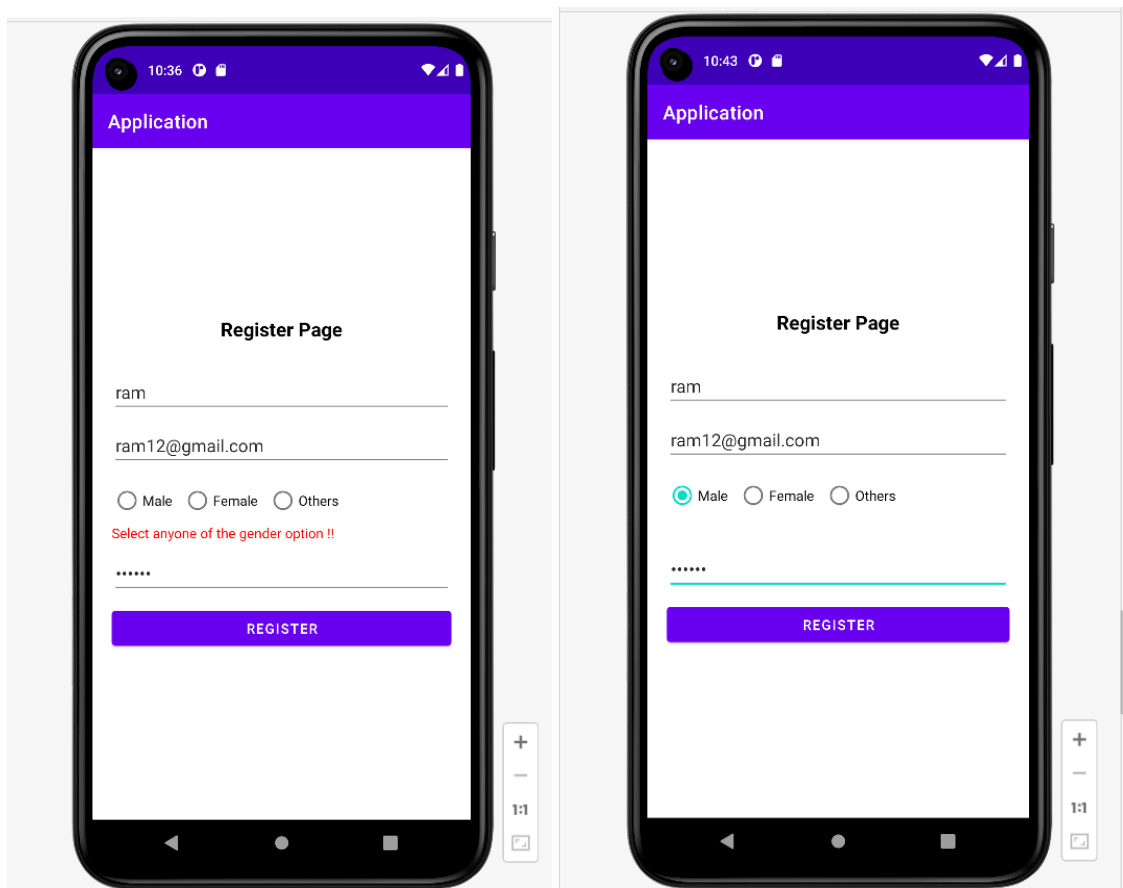 10:36
Application
Register Page
ram
ram12@gmail.com
Male Female Others
Select anyone of the gender option !!
••••••
REGISTER
1:1
10:43
Application
Register Page
ram
ram12@gmail.com
Male Female Others
••••••
REGISTER
1:1